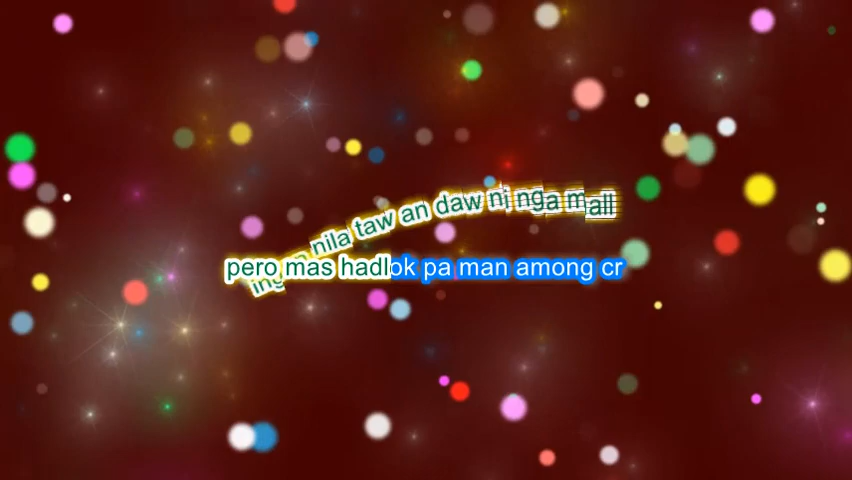 nila taw an daw ni nga mall
pero mas hadlok pa man among cr